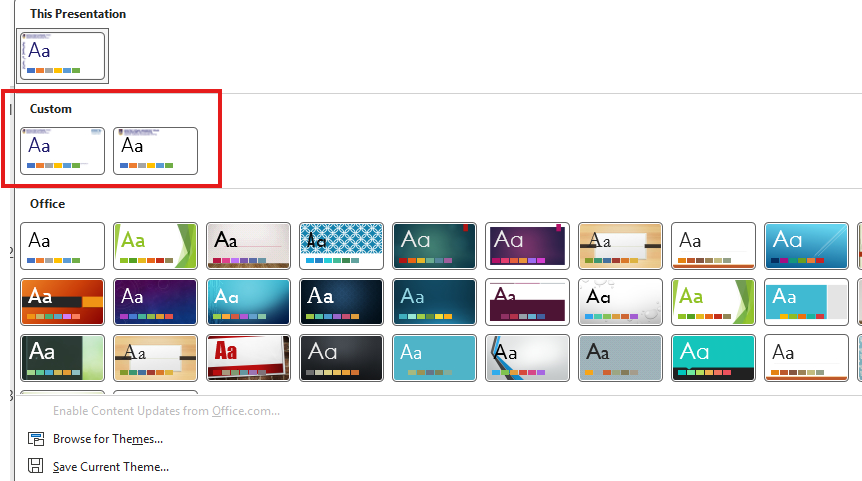 This Presentation
Aa
Custom
Aa Aa
Office
Aa Aa Aa Aa Aa Aa Aa Aa Aa
Aa Aa Aa Aa Aa Aa Aa Aa Aa
Aa Aa Aa Aa Aa Aa Aa Aa Aa
Enable Content Updates from Office.com...
Browse for Themes...
Save Current Theme...